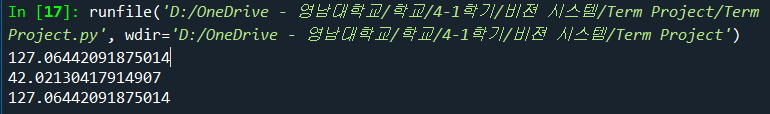 In [17]: runfile('D:/OneDrive - 영남대학교/학교/4-1학기/비젼 시스템/Term Project/Term
Project.py', wdir='D:/OneDrive - 영남대학교/학교/4-1학기/비젼 시스템/Term Project')
127.06442091875014
42.02130417914907
127.06442091875014